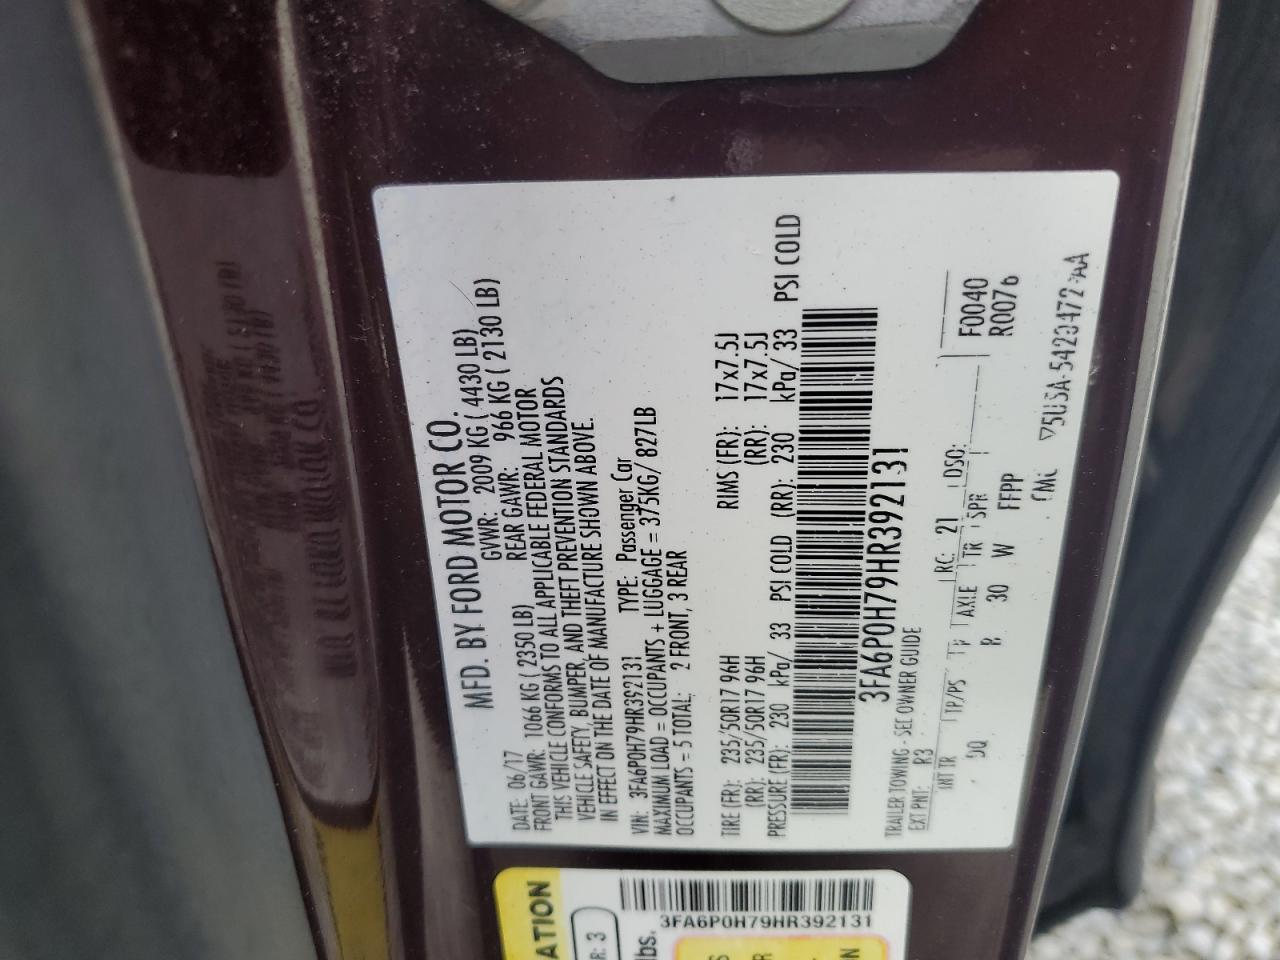 MFD. BY FORD MOTOR CO.
DATE: 06/17 GVWR: 2009 KG ( 4430 LB)
FRONT GAWR: 1066 KG ( 2350 LB) REAR GAWR: 966 KG ( 2130 LB)
THIS VEHICLE CONFORMS TO ALL APPLICABLE FEDERAL MOTOR
VEHICLE SAFETY, BUMPER, AND THEFT PREVENTION STANDARDS
IN EFFECT ON THE DATE OF MANUFACTURE SHOWN ABOVE.
VIN: 3FA6P0H79HR392131 TYPE: Passenger Car
MAXIMUM LOAD = OCCUPANTS + LUGGAGE = 375KG/ 827LB
OCCUPANTS = 5 TOTAL, 2 FRONT, 3 REAR
TIRE (FR): 235/50R17 96H RIMS (FR): 17x7.5J
(RR): 235/50R17 96H (RR): 17x7.5J
PRESSURE (FR): 230 kPa/ 33 PSI COLD (RR): 230 kPa/ 33 PSI COLD
3FA6P0H79HR392131
TRAILER TOWING - SEE OWNER GUIDE
EXT PNT: R3 RC: 21 DSO: F0040
INT TR TP/PS AXLE TR SPR R0076
30 W FFPP
3FA6P0H79HR392131
ATION
R: 3
lbs.